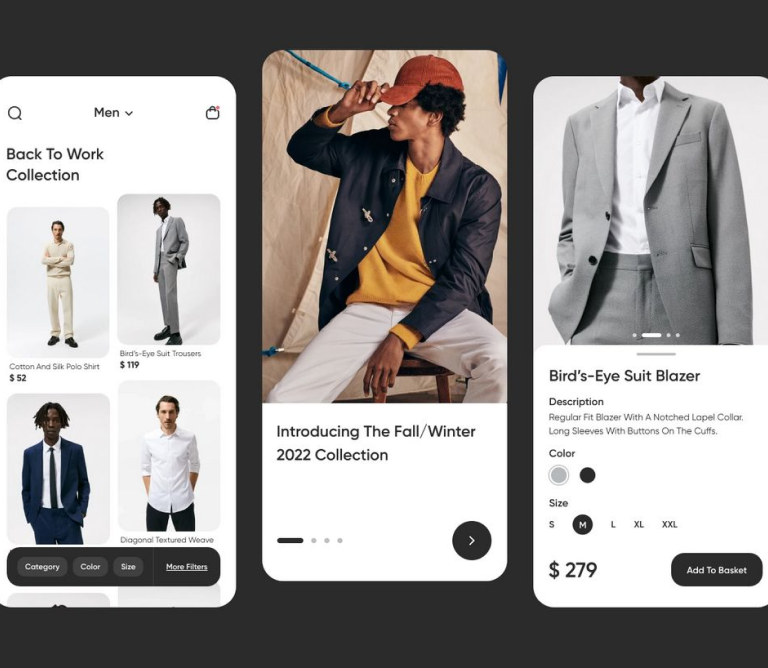 Men
Back To Work
Collection
Cotton And Silk Polo Shirt
$ 52
Bird's-Eye Suit Trousers
$ 119
Diagonal Textured Weave
Category
Color
Size
More Filters
Introducing The Fall/Winter
2022 Collection
Bird's-Eye Suit Blazer
Description
Regular Fit Blazer With A Notched Lapel Collar.
Long Sleeves With Buttons On The Cuffs.
Color
Size
S M L XL XXL
$ 279 Add To Basket